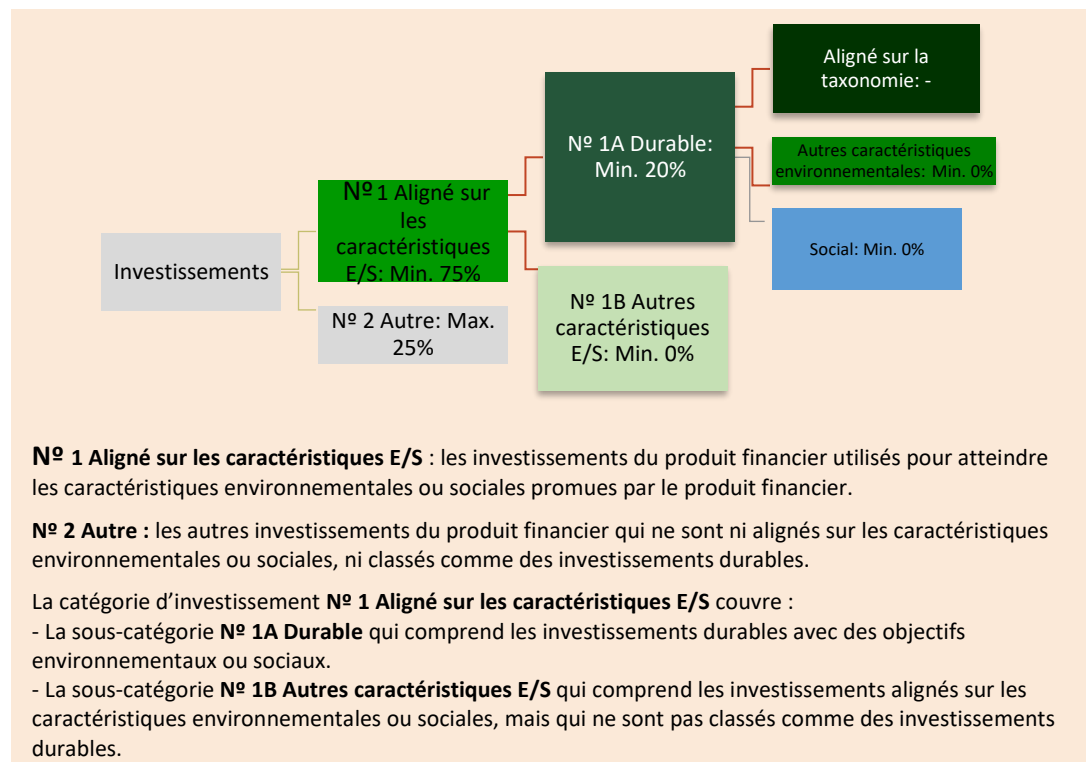 Aligné sur la
taxonomie: -
Nº 1A Durable:
Min. 20%
Autres caractéristiques
environnementales: Min. 0%
Nº 1 Aligné sur
les
caractéristiques
E/S: Min. 75%
Social: Min. 0%
Investissements
Nº 1B Autres
caractéristiques
E/S: Min. 0%
Nº 2 Autre: Max.
25%
Nº 1 Aligné sur les caractéristiques E/S : les investissements du produit financier utilisés pour atteindre
les caractéristiques environnementales ou sociales promues par le produit financier.
Nº 2 Autre : les autres investissements du produit financier qui ne sont ni alignés sur les caractéristiques
environnementales ou sociales, ni classés comme des investissements durables.
La catégorie d’investissement Nº 1 Aligné sur les caractéristiques E/S couvre :
- La sous-catégorie Nº 1A Durable qui comprend les investissements durables avec des objectifs
environnementaux ou sociaux.
- La sous-catégorie Nº 1B Autres caractéristiques E/S qui comprend les investissements alignés sur les
caractéristiques environnementales ou sociales, mais qui ne sont pas classés comme des investissements
durables.